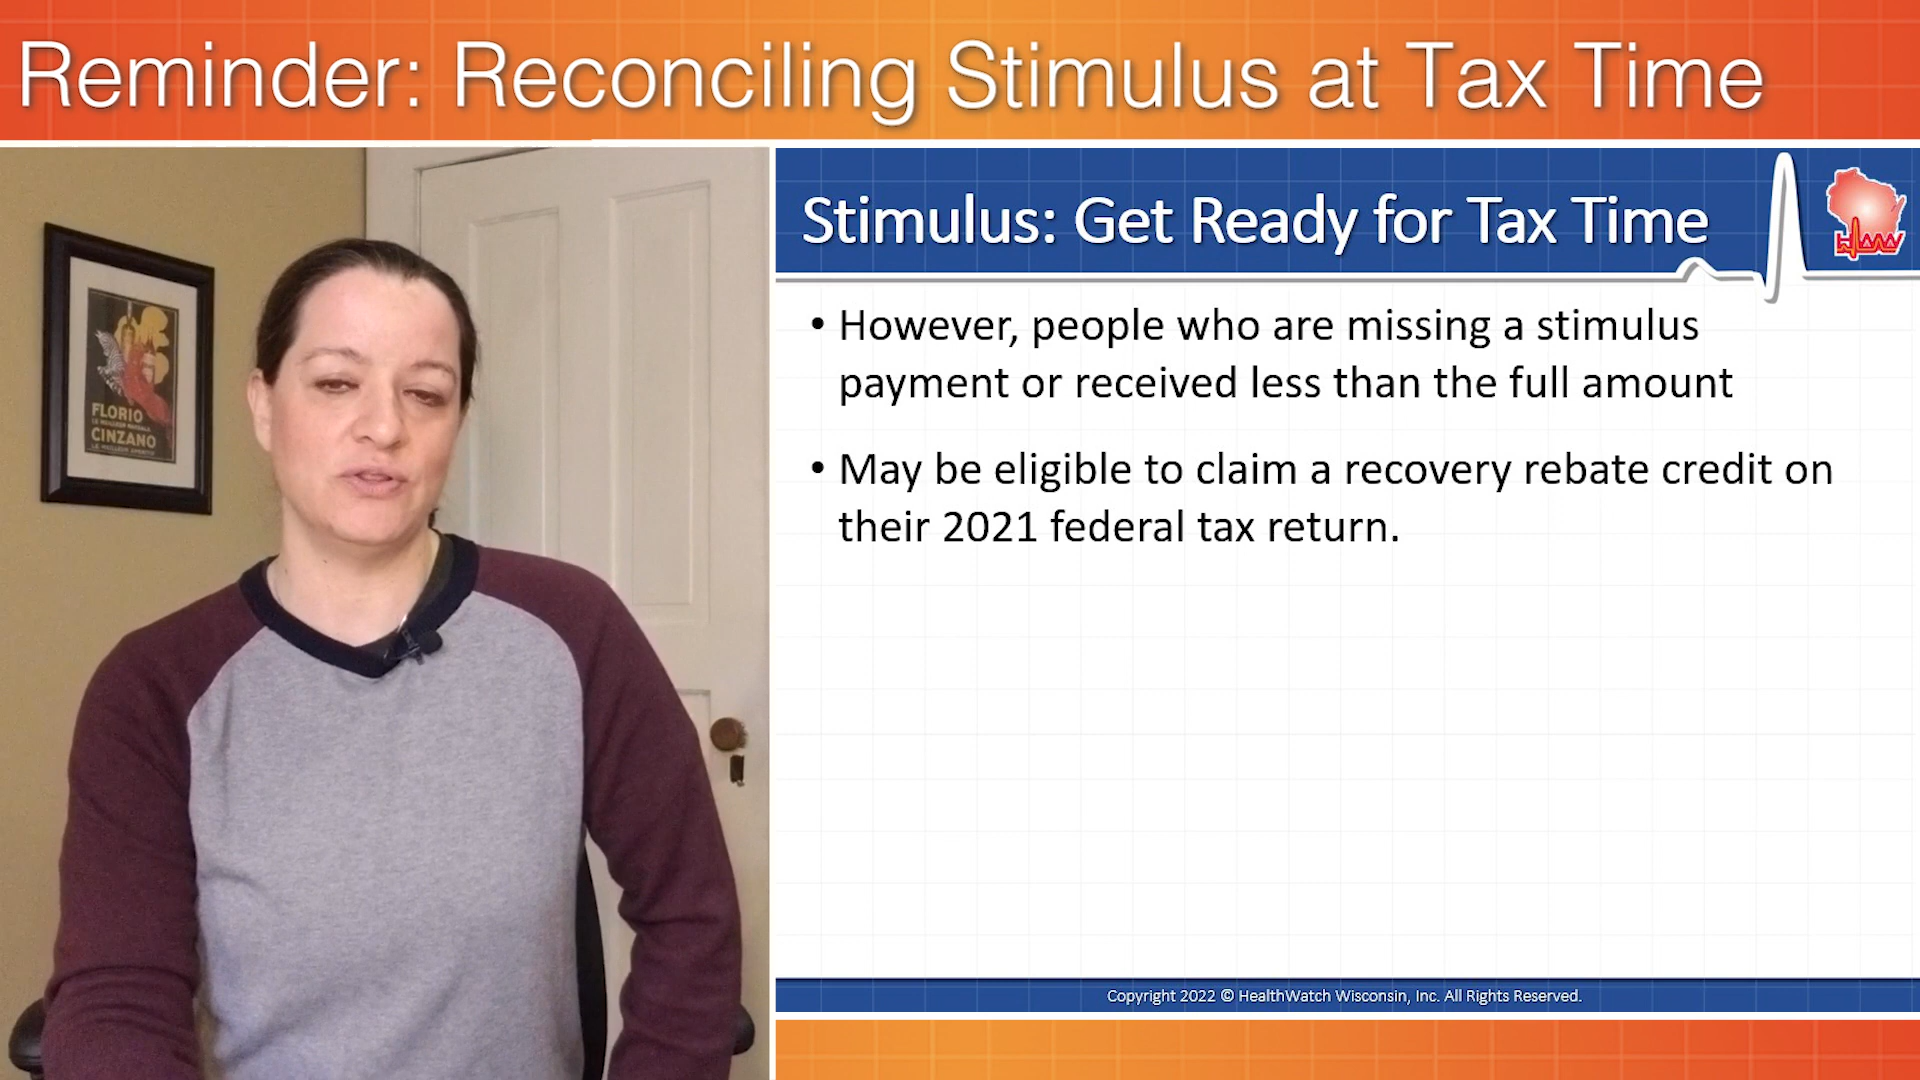 Reminder: Reconciling Stimulus at Tax Time
FLORIO
CINZANO
Stimulus: Get Ready for Tax Time
• However, people who are missing a stimulus
payment or received less than the full amount
• May be eligible to claim a recovery rebate credit on
their 2021 federal tax return.
Copyright 2022 © HealthWatch Wisconsin, Inc. All Rights Reserved.